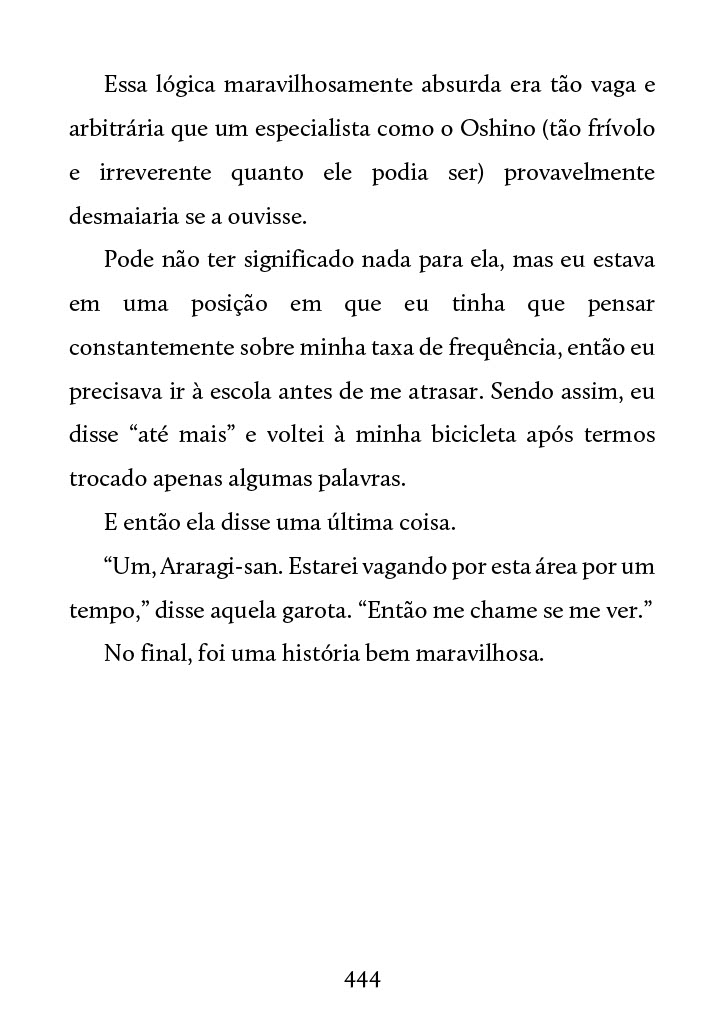 Essa lógica maravilhosamente absurda era tão vaga e
arbitrária que um especialista como o Oshino (tão frívolo
e irreverente quanto ele podia ser) provavelmente
desmaiaria se a ouvisse.
Pode não ter significado nada para ela, mas eu estava
em uma posição em que eu tinha que pensar
constantemente sobre minha taxa de frequência, então eu
precisava ir à escola antes de me atrasar. Sendo assim, eu
disse “até mais” e voltei à minha bicicleta após termos
trocado apenas algumas palavras.
E então ela disse uma última coisa.
“Um, Araragi-san. Estarei vagando por esta área por um
tempo,” disse aquela garota. “Então me chame se me ver.”
No final, foi uma história bem maravilhosa.
444